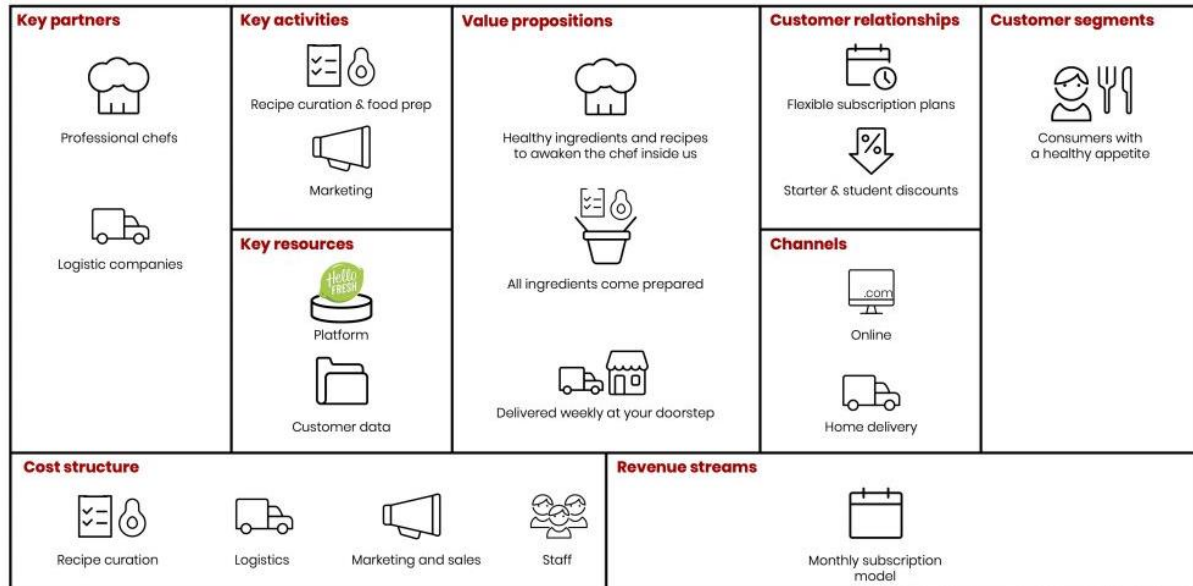 Key partners
Professional chefs
Logistic companies
Key activities
Recipe curation & food prep
Marketing
Key resources
Hello
FRESH
Platform
Customer data
Value propositions
Healthy ingredients and recipes
to awaken the chef inside us
All ingredients come prepared
Delivered weekly at your doorstep
Customer relationships
Flexible subscription plans
Starter & student discounts
Channels
.com
Online
Home delivery
Customer segments
Consumers with
a healthy appetite
Cost structure
Recipe curation
Logistics
Marketing and sales
Staff
Revenue streams
Monthly subscription
model